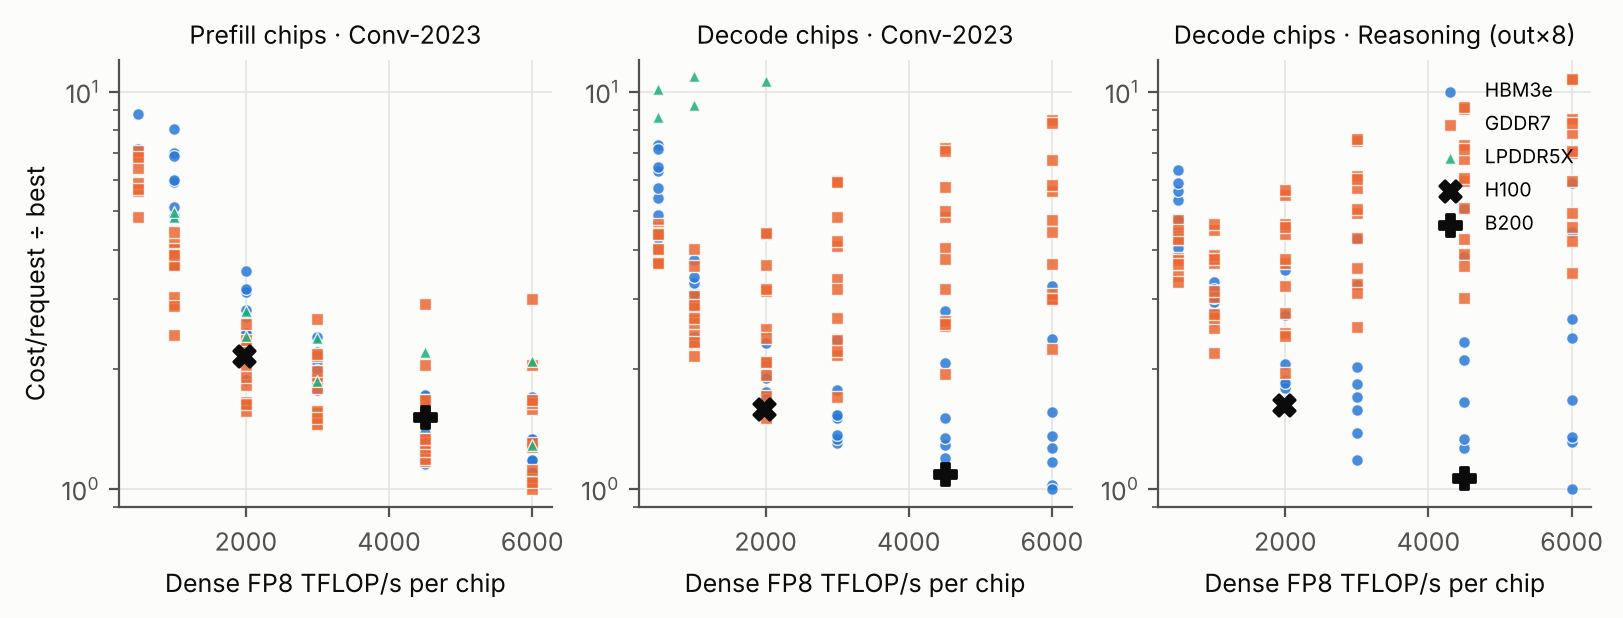 Prefill chips · Conv-2023
Decode chips · Conv-2023
Decode chips · Reasoning (out×8)
Cost/request ÷ best
10¹
10⁰
2000
4000
6000
Dense FP8 TFLOP/s per chip
10¹
10⁰
2000
4000
6000
Dense FP8 TFLOP/s per chip
10¹
10⁰
2000
4000
6000
Dense FP8 TFLOP/s per chip
HBM3e
GDDR7
LPDDR5X
H100
B200